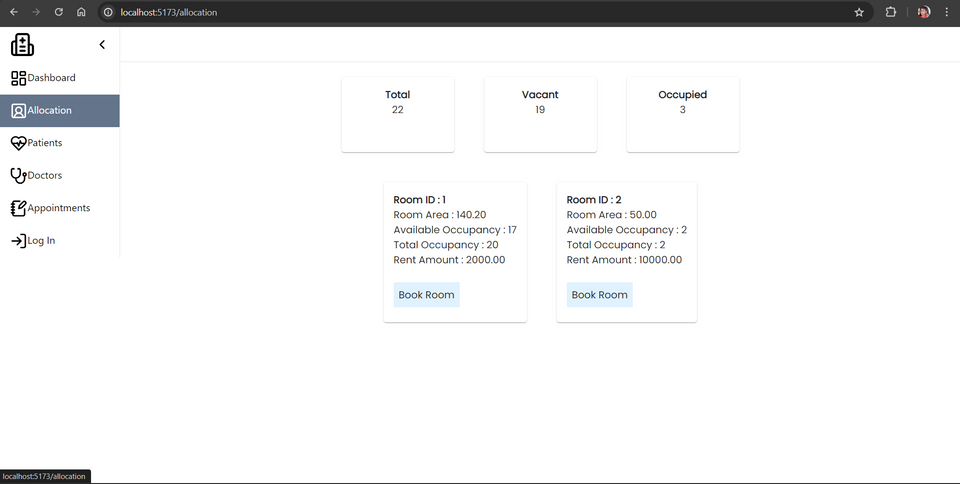 localhost:5173/allocation
Dashboard
Allocation
Patients
Doctors
Appointments
Log In
Total
22
Vacant
19
Occupied
3
Room ID : 1
Room Area : 140.20
Available Occupancy : 17
Total Occupancy : 20
Rent Amount : 2000.00
Book Room
Room ID : 2
Room Area : 50.00
Available Occupancy : 2
Total Occupancy : 2
Rent Amount : 10000.00
Book Room
localhost:5173/allocation